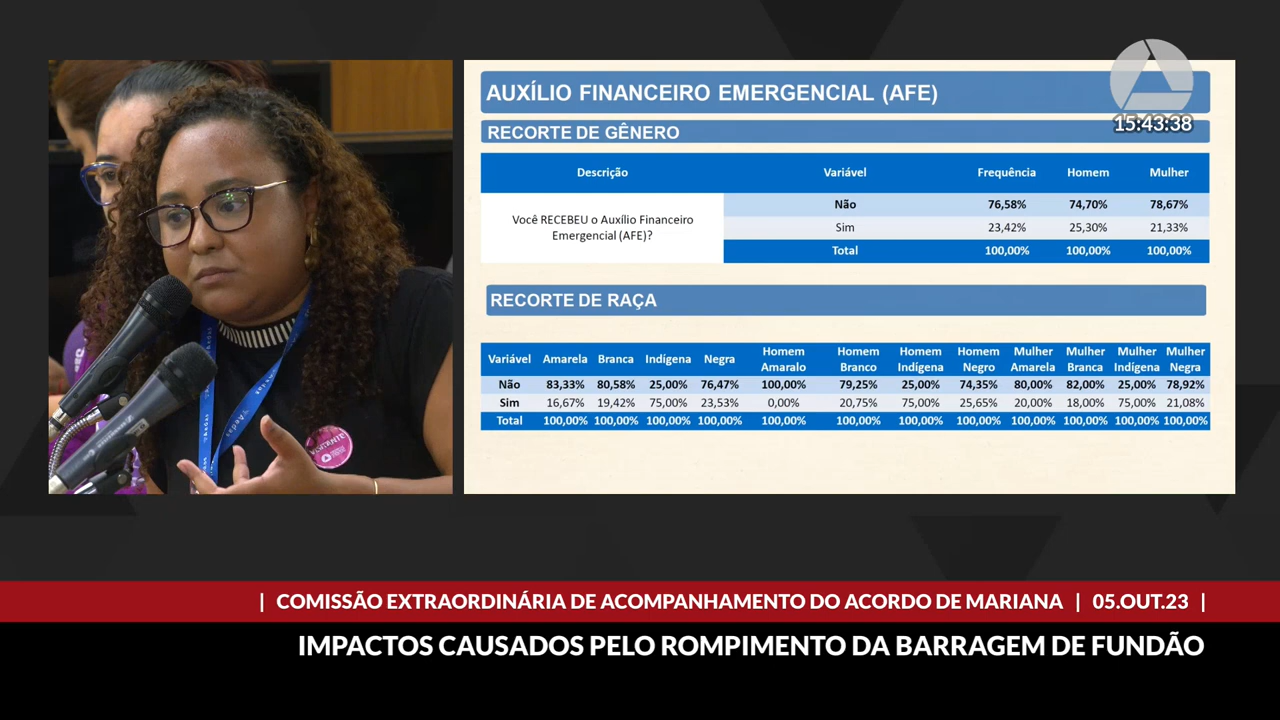 AUXÍLIO FINANCEIRO EMERGENCIAL (AFE)
15:43:38
RECORTE DE GÊNERO
Descrição Variável Frequência Homem Mulher
Você RECEBEU o Auxílio Financeiro
Emergencial (AFE)?
Não 76,58% 74,70% 78,67%
Sim 23,42% 25,30% 21,33%
Total 100,00% 100,00% 100,00%
RECORTE DE RAÇA
Variável Amarela Branca Indígena Negra Homem Amaralo Homem Branco Homem Indígena Homem Negro Mulher Amarela Mulher Branca Mulher Indígena Mulher Negra
Não 83,33% 80,58% 25,00% 76,47% 100,00% 79,25% 25,00% 74,35% 80,00% 82,00% 25,00% 78,92%
Sim 16,67% 19,42% 75,00% 23,53% 0,00% 20,75% 75,00% 25,65% 20,00% 18,00% 75,00% 21,08%
Total 100,00% 100,00% 100,00% 100,00% 100,00% 100,00% 100,00% 100,00% 100,00% 100,00% 100,00% 100,00%
| COMISSÃO EXTRAORDINÁRIA DE ACOMPANHAMENTO DO ACORDO DE MARIANA | 05.OUT.23 |
IMPACTOS CAUSADOS PELO ROMPIMENTO DA BARRAGEM DE FUNDÃO